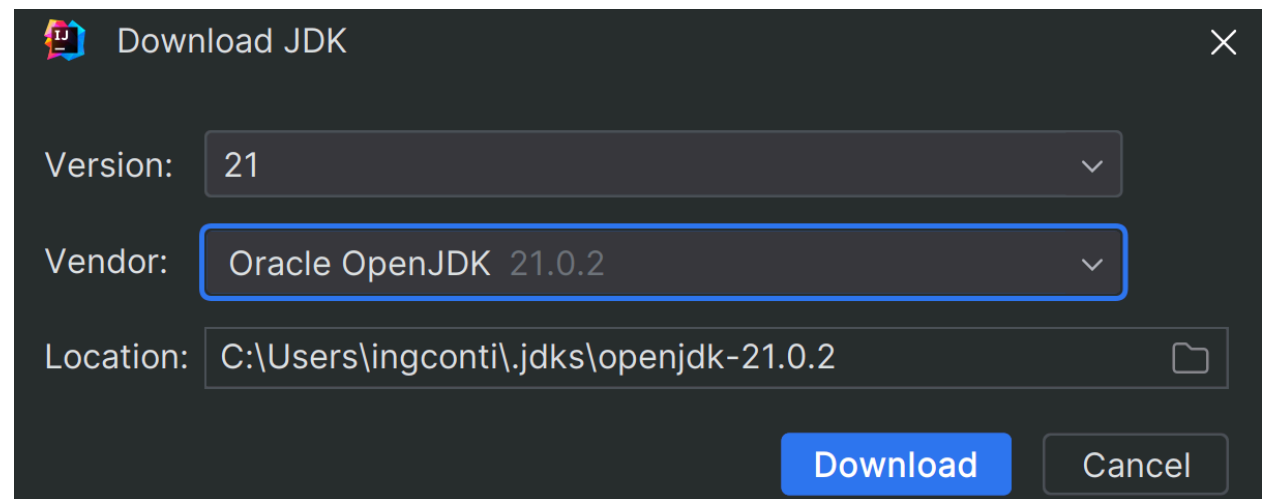 IJ Download JDK
Version: 21
Vendor: Oracle OpenJDK 21.0.2
Location: C:\Users\ingconti\.jdks\openjdk-21.0.2
Download Cancel